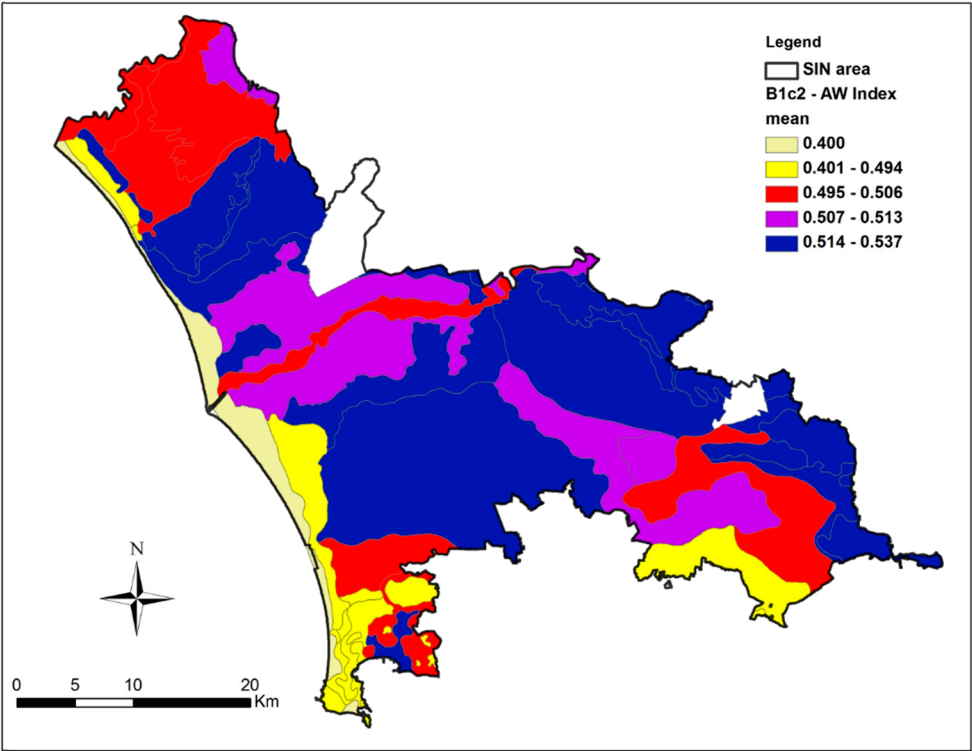 Legend
SIN area
B1c2 - AW Index
mean
0.400
0.401 - 0.494
0.495 - 0.506
0.507 - 0.513
0.514 - 0.537
N
0 5 10 20
Km